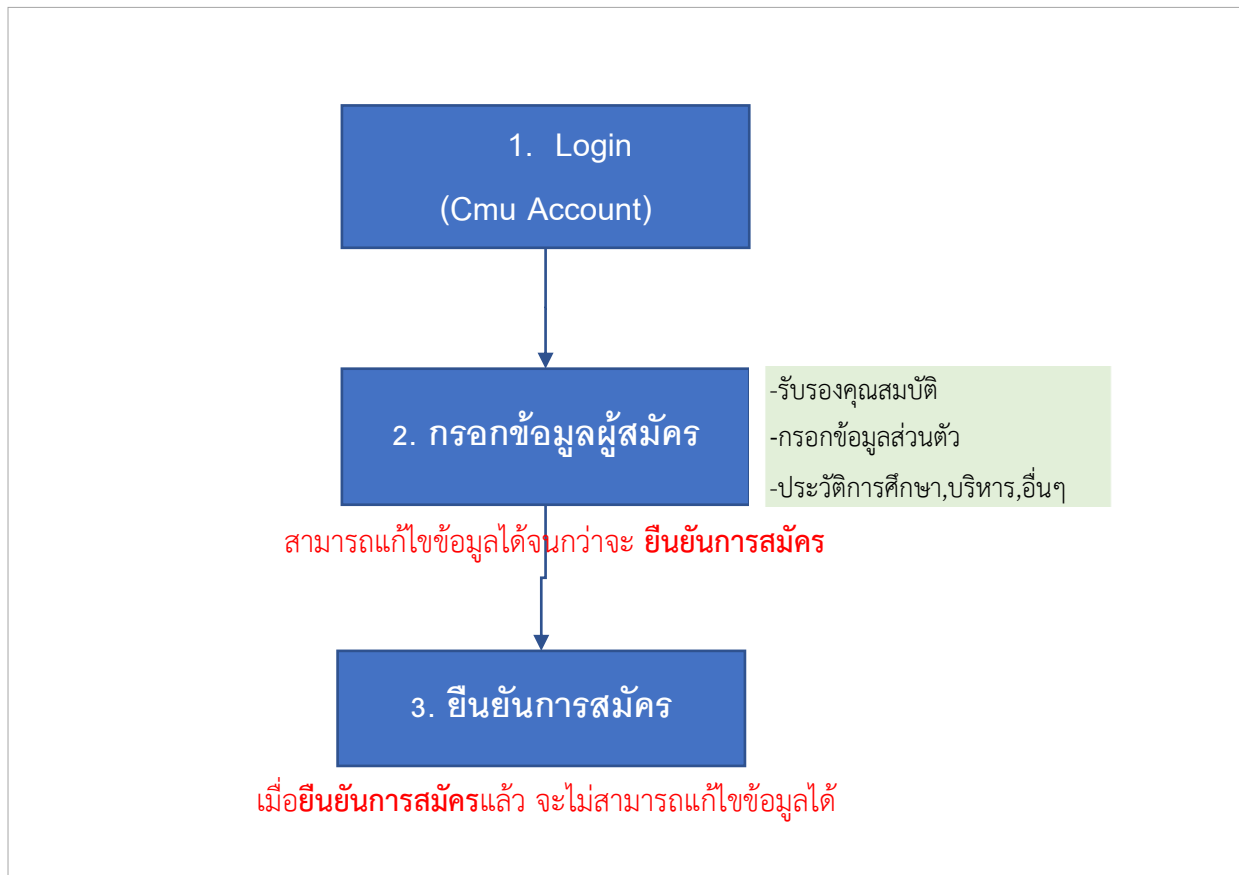 1. Login
(Cmu Account)
2. กรอกข้อมูลผู้สมัคร
-รับรองคุณสมบัติ
-กรอกข้อมูลส่วนตัว
-ประวัติการศึกษา,บริหาร,อื่นๆ
สามารถแก้ไขข้อมูลได้จนกว่าจะ ยืนยันการสมัคร
3. ยืนยันการสมัคร
เมื่อยืนยันการสมัครแล้ว จะไม่สามารถแก้ไขข้อมูลได้